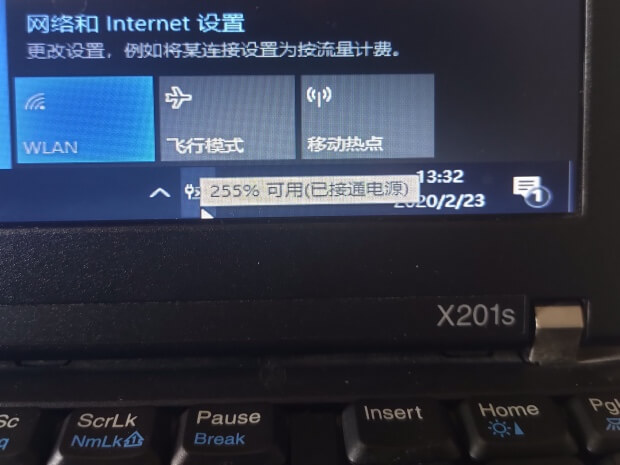 网络和 Internet 设置
更改设置，例如将某连接设置为按流量计费。
WLAN
飞行模式
移动热点
255% 可用(已接通电源)
13:32
2020/2/23
1
X201s
ScrLk
NmLk
Pause
Break
Insert
Home